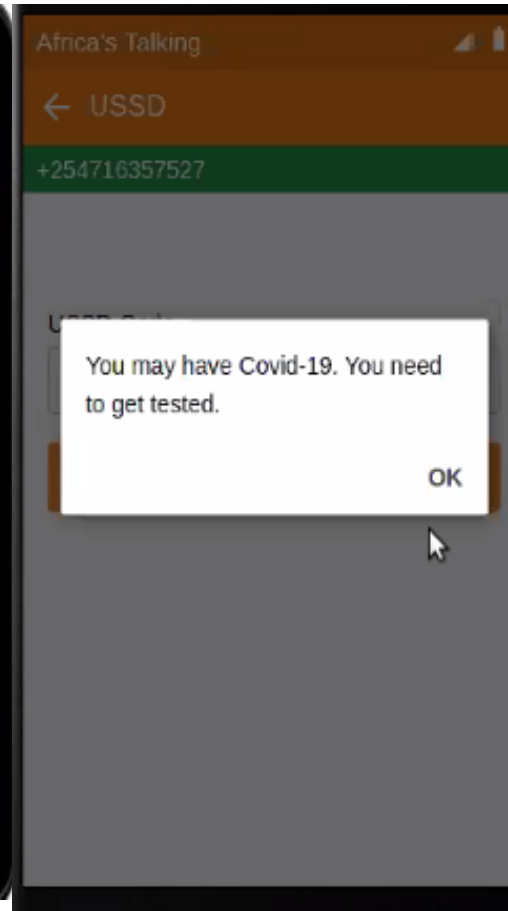 Africa's Talking
← USSD
+254716357527
You may have Covid-19. You need
to get tested.
OK